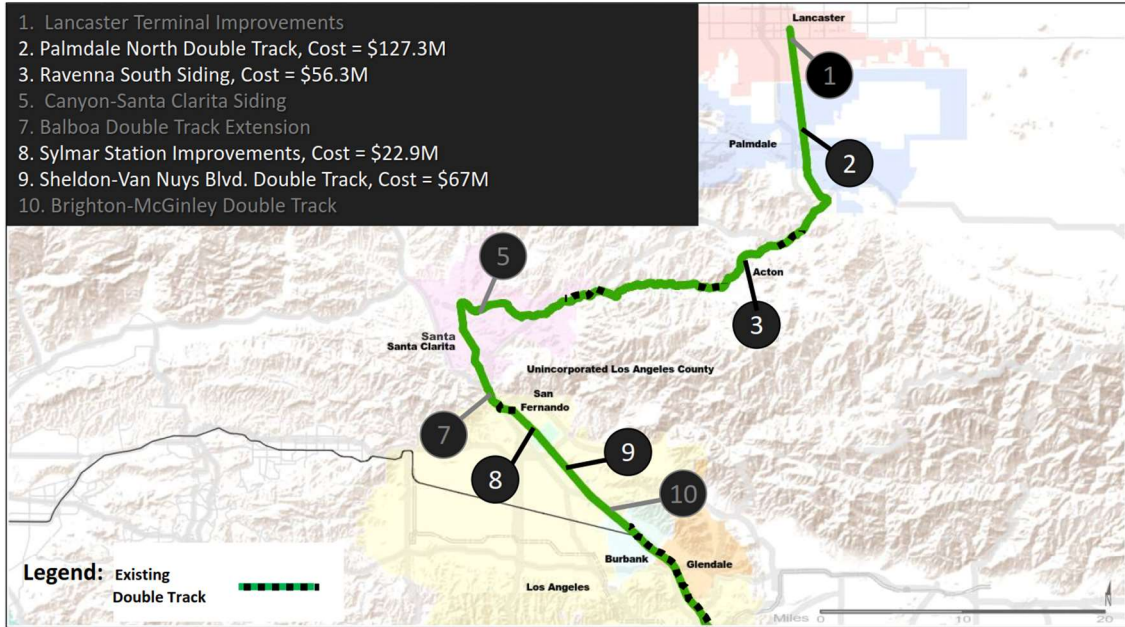 1. Lancaster Terminal Improvements
2. Palmdale North Double Track, Cost = $127.3M
3. Ravenna South Siding, Cost = $56.3M
5. Canyon-Santa Clarita Siding
7. Balboa Double Track Extension
8. Sylmar Station Improvements, Cost = $22.9M
9. Sheldon-Van Nuys Blvd. Double Track, Cost = $67M
10. Brighton-McGinley Double Track
Lancaster
1
Palmdale
2
5
Acton
3
Santa
Santa Clarita
Unincorporated Los Angeles County
San
Fernando
7
8
9
10
Burbank
Glendale
Los Angeles
Legend: Existing
Double Track
N
Miles 0 10 20